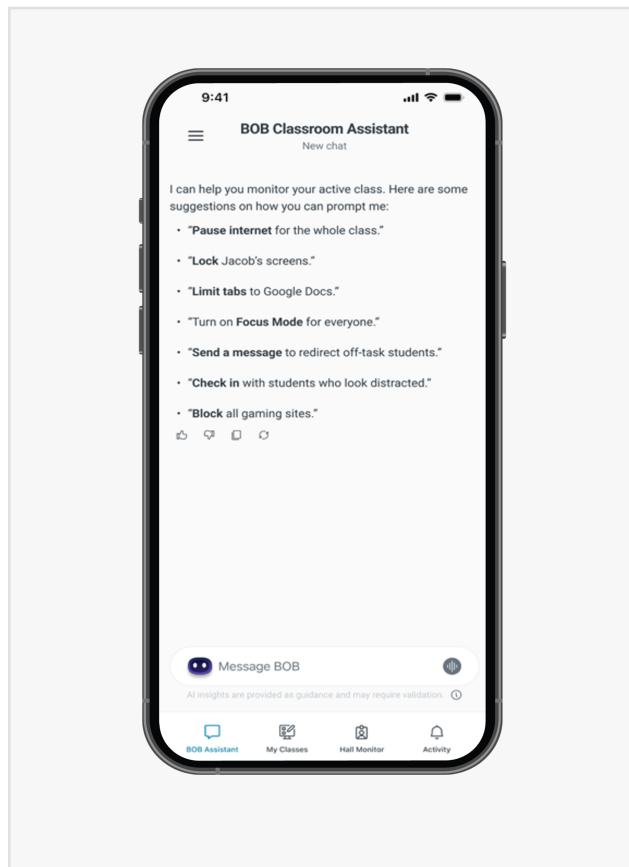 9:41
BOB Classroom Assistant
New chat
I can help you monitor your active class. Here are some
suggestions on how you can prompt me:
• “Pause internet for the whole class.”
• “Lock Jacob’s screens.”
• “Limit tabs to Google Docs.”
• “Turn on Focus Mode for everyone.”
• “Send a message to redirect off-task students.”
• “Check in with students who look distracted.”
• “Block all gaming sites.”
Message BOB
AI insights are provided as guidance and may require validation.
BOB Assistant My Classes Hall Monitor Activity